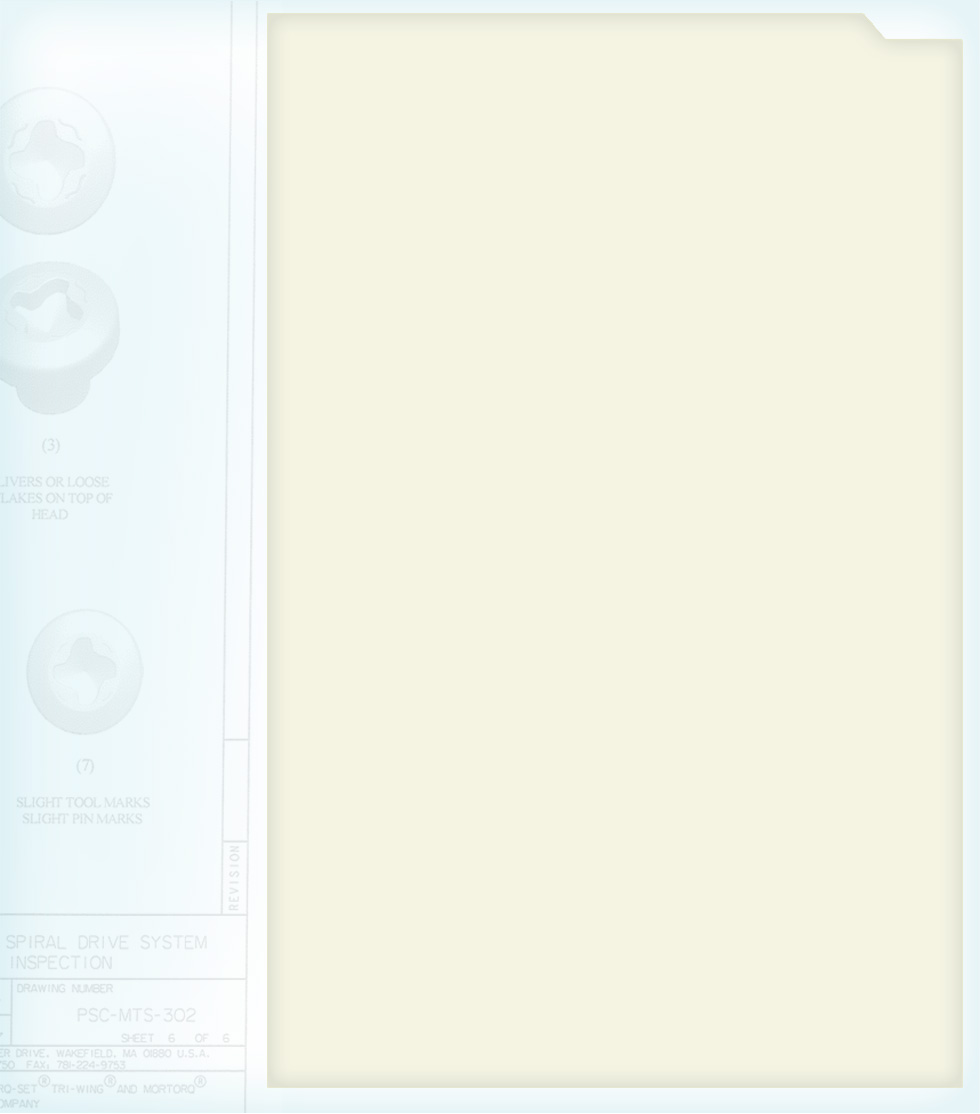 (3)
LIVERS OR LOOSE
LAKES ON TOP OF
HEAD
(7)
SLIGHT TOOL MARKS
SLIGHT PIN MARKS
REVISION
SPIRAL DRIVE SYSTEM
INSPECTION
DRAWING NUMBER
PSC-MTS-302
SHEET 6 OF 6
ER DRIVE, WAKEFIELD, MA 01880 U.S.A.
50 FAX: 781-224-9753
RQ-SET® TRI-WING® AND MORTORQ®
OMPANY